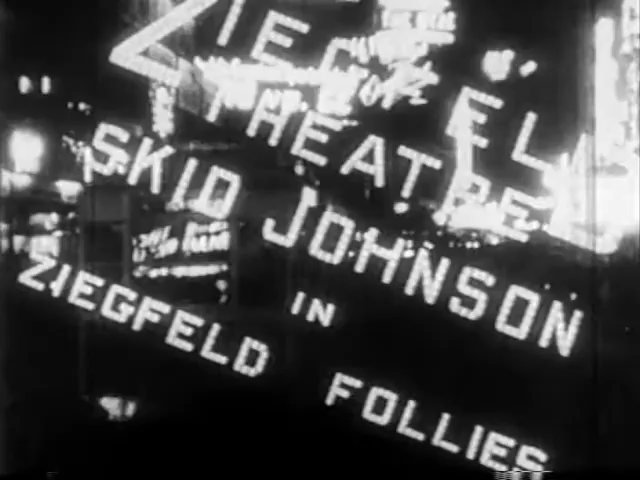 ZIEGFELD
THEATRE
SKID JOHNSON
IN
ZIEGFELD FOLLIES